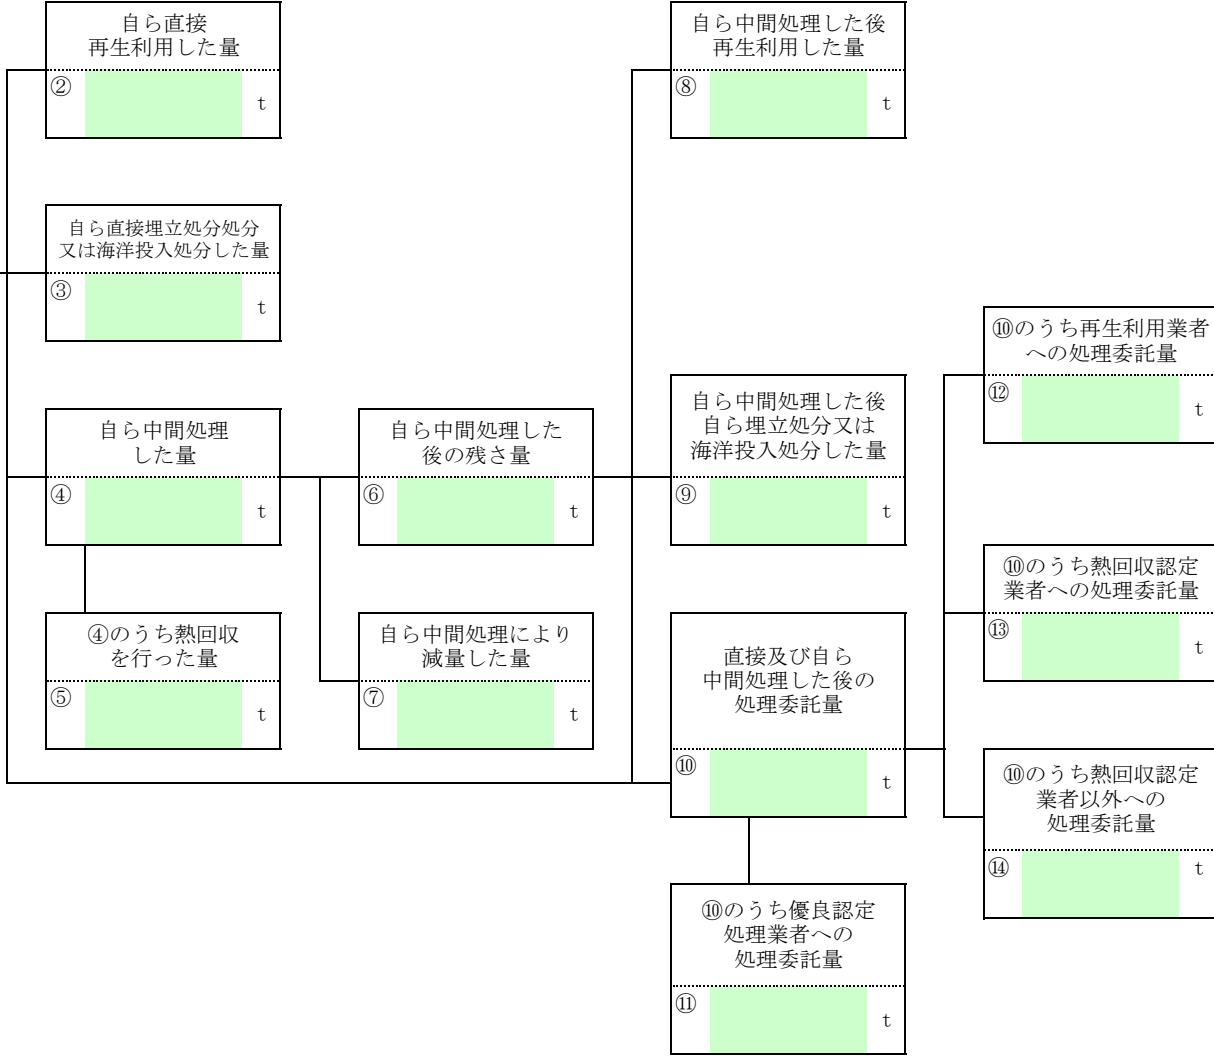 自ら直接
再生利用した量
② t
自ら中間処理した後
再生利用した量
⑧ t
自ら直接埋立処分処分
又は海洋投入処分した量
③ t
⑩のうち再生利用業者
への処理委託量
⑫ t
自ら中間処理
した量
④ t
自ら中間処理した
後の残さ量
⑥ t
自ら中間処理した後
自ら埋立処分又は
海洋投入処分した量
⑨ t
⑩のうち熱回収認定
業者への処理委託量
⑬ t
④のうち熱回収
を行った量
⑤ t
自ら中間処理により
減量した量
⑦ t
直接及び自ら
中間処理した後の
処理委託量
⑩ t
⑩のうち熱回収認定
業者以外への
処理委託量
⑭ t
⑩のうち優良認定
処理業者への
処理委託量
⑪ t